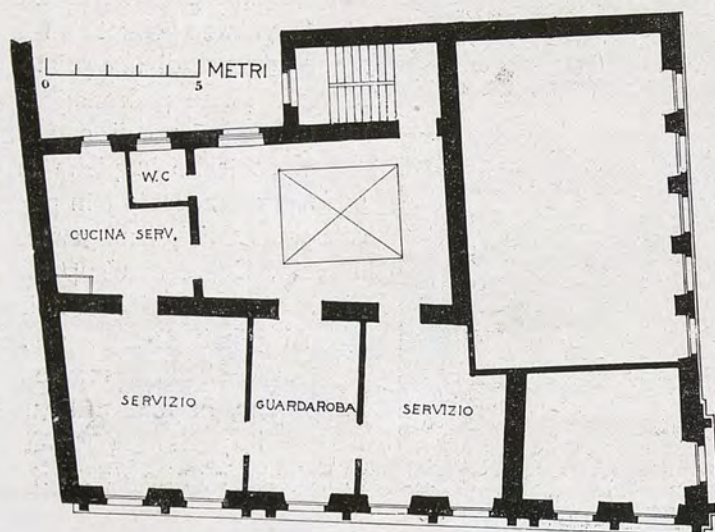 METRI
0 5
W.C
CUCINA SERV.
SERVIZIO
GUARDAROBA
SERVIZIO